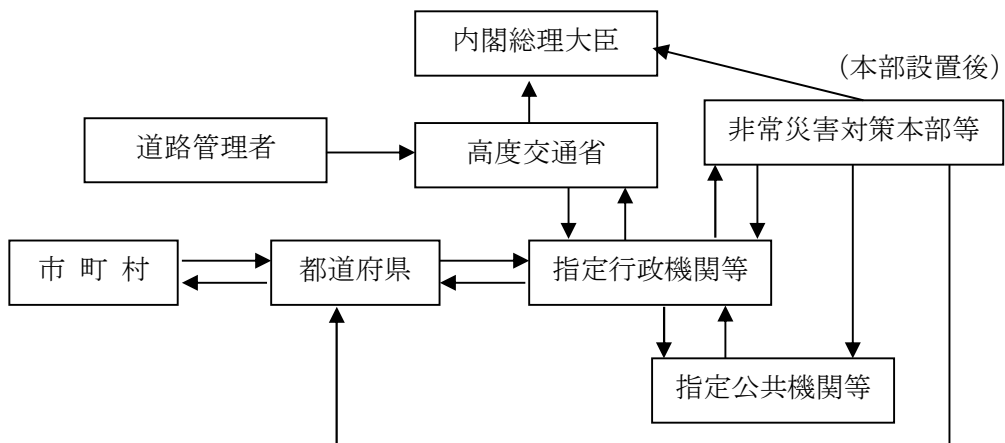 内閣総理大臣
（本部設置後）
非常災害対策本部等
道路管理者
高度交通省
市 町 村
都道府県
指定行政機関等
指定公共機関等